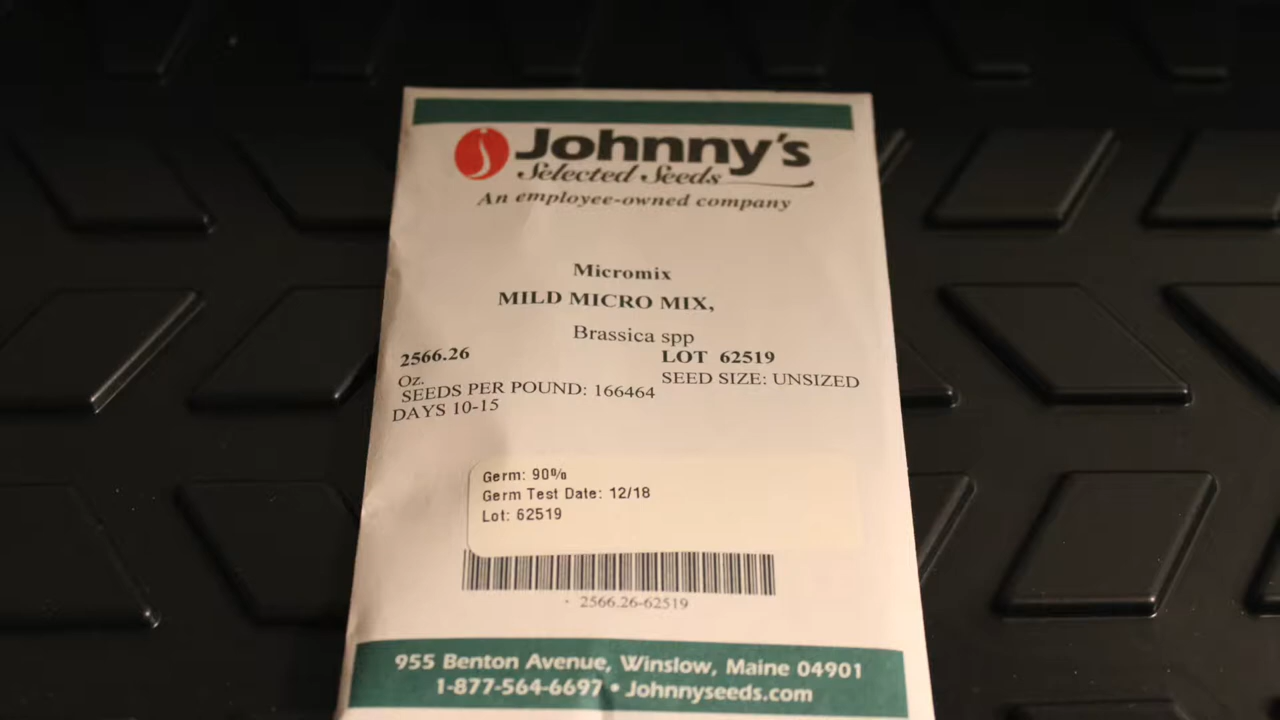 Johnny's
Selected Seeds
An employee-owned company
Micromix
MILD MICRO MIX,
Brassica spp
2566.26
LOT 62519
Oz.
SEED SIZE: UNSIZED
SEEDS PER POUND: 166464
DAYS 10-15
Germ: 90%
Germ Test Date: 12/18
Lot: 62519
2566.26-62519
955 Benton Avenue, Winslow, Maine 04901
1-877-564-6697 • Johnnyseeds.com